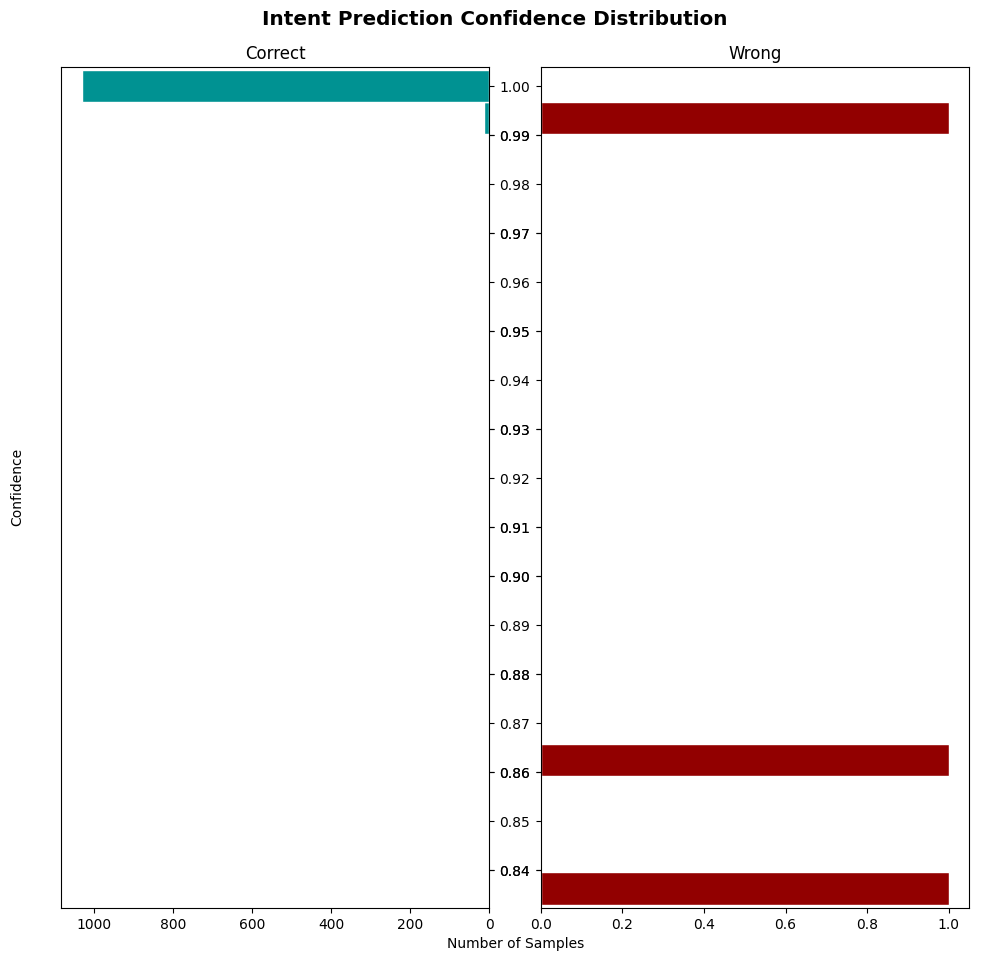 Intent Prediction Confidence Distribution
Correct
Wrong
Confidence
1.00
0.99
0.98
0.97
0.96
0.95
0.94
0.93
0.92
0.91
0.90
0.89
0.88
0.87
0.86
0.85
0.84
1000 800 600 400 200 0
0.0 0.2 0.4 0.6 0.8 1.0
Number of Samples